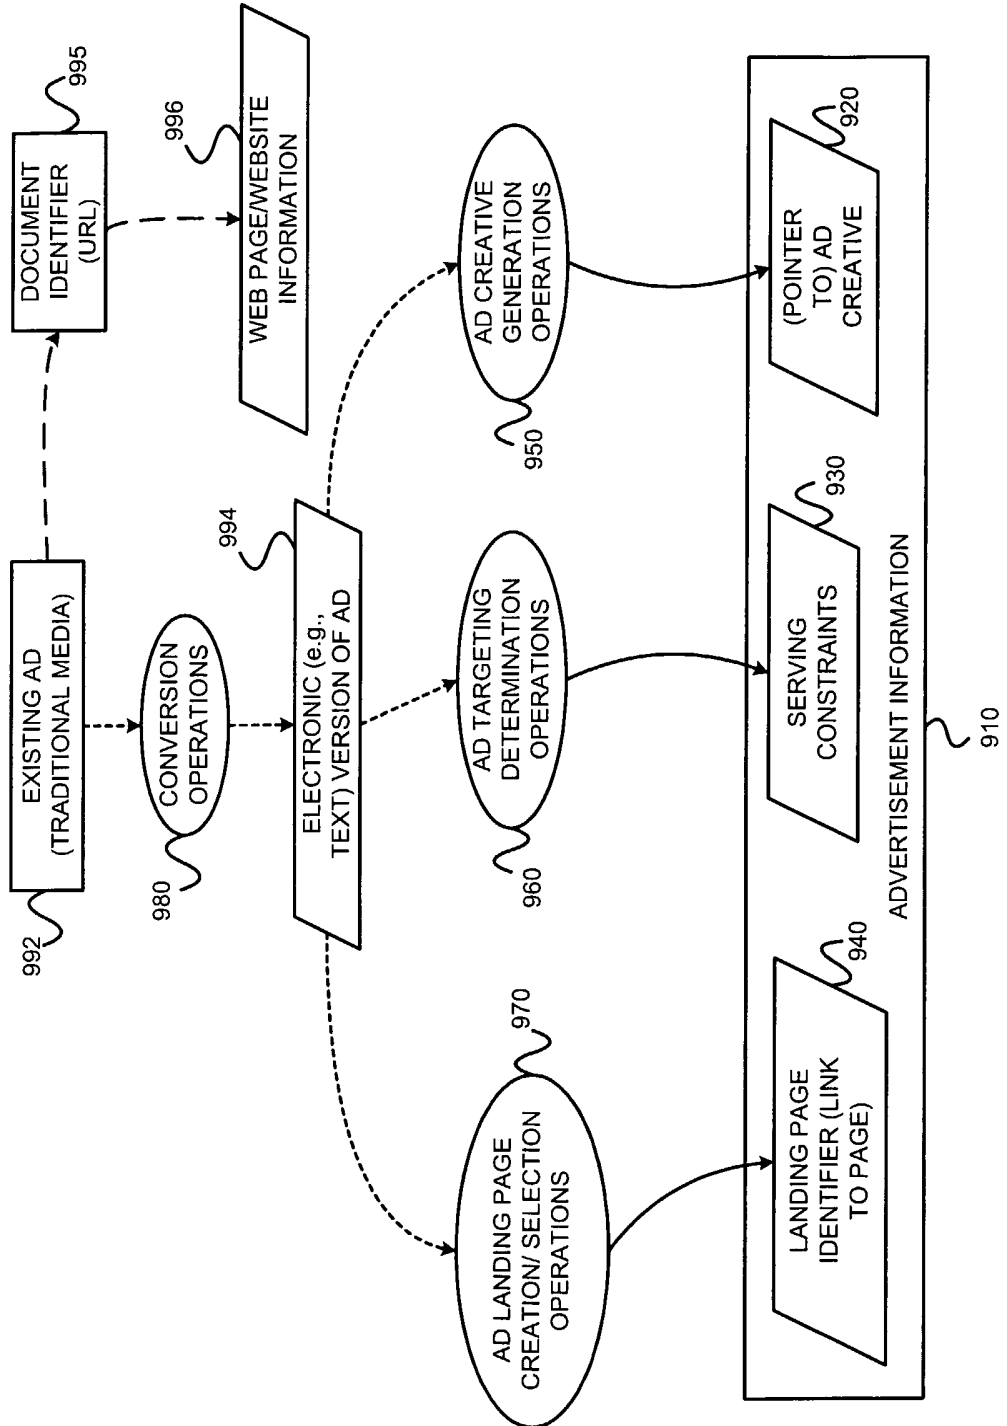 EXISTING AD
(TRADITIONAL MEDIA)
992
DOCUMENT
IDENTIFIER
(URL)
995
CONVERSION
OPERATIONS
980
WEB PAGE/WEBSITE
INFORMATION
996
ELECTRONIC (e.g.,
TEXT) VERSION OF AD
994
AD LANDING PAGE
CREATION/ SELECTION
OPERATIONS
970
AD TARGETING
DETERMINATION
OPERATIONS
960
AD CREATIVE
GENERATION
OPERATIONS
950
LANDING PAGE
IDENTIFIER (LINK
TO PAGE)
940
SERVING
CONSTRAINTS
930
(POINTER
TO) AD
CREATIVE
920
ADVERTISEMENT INFORMATION
910